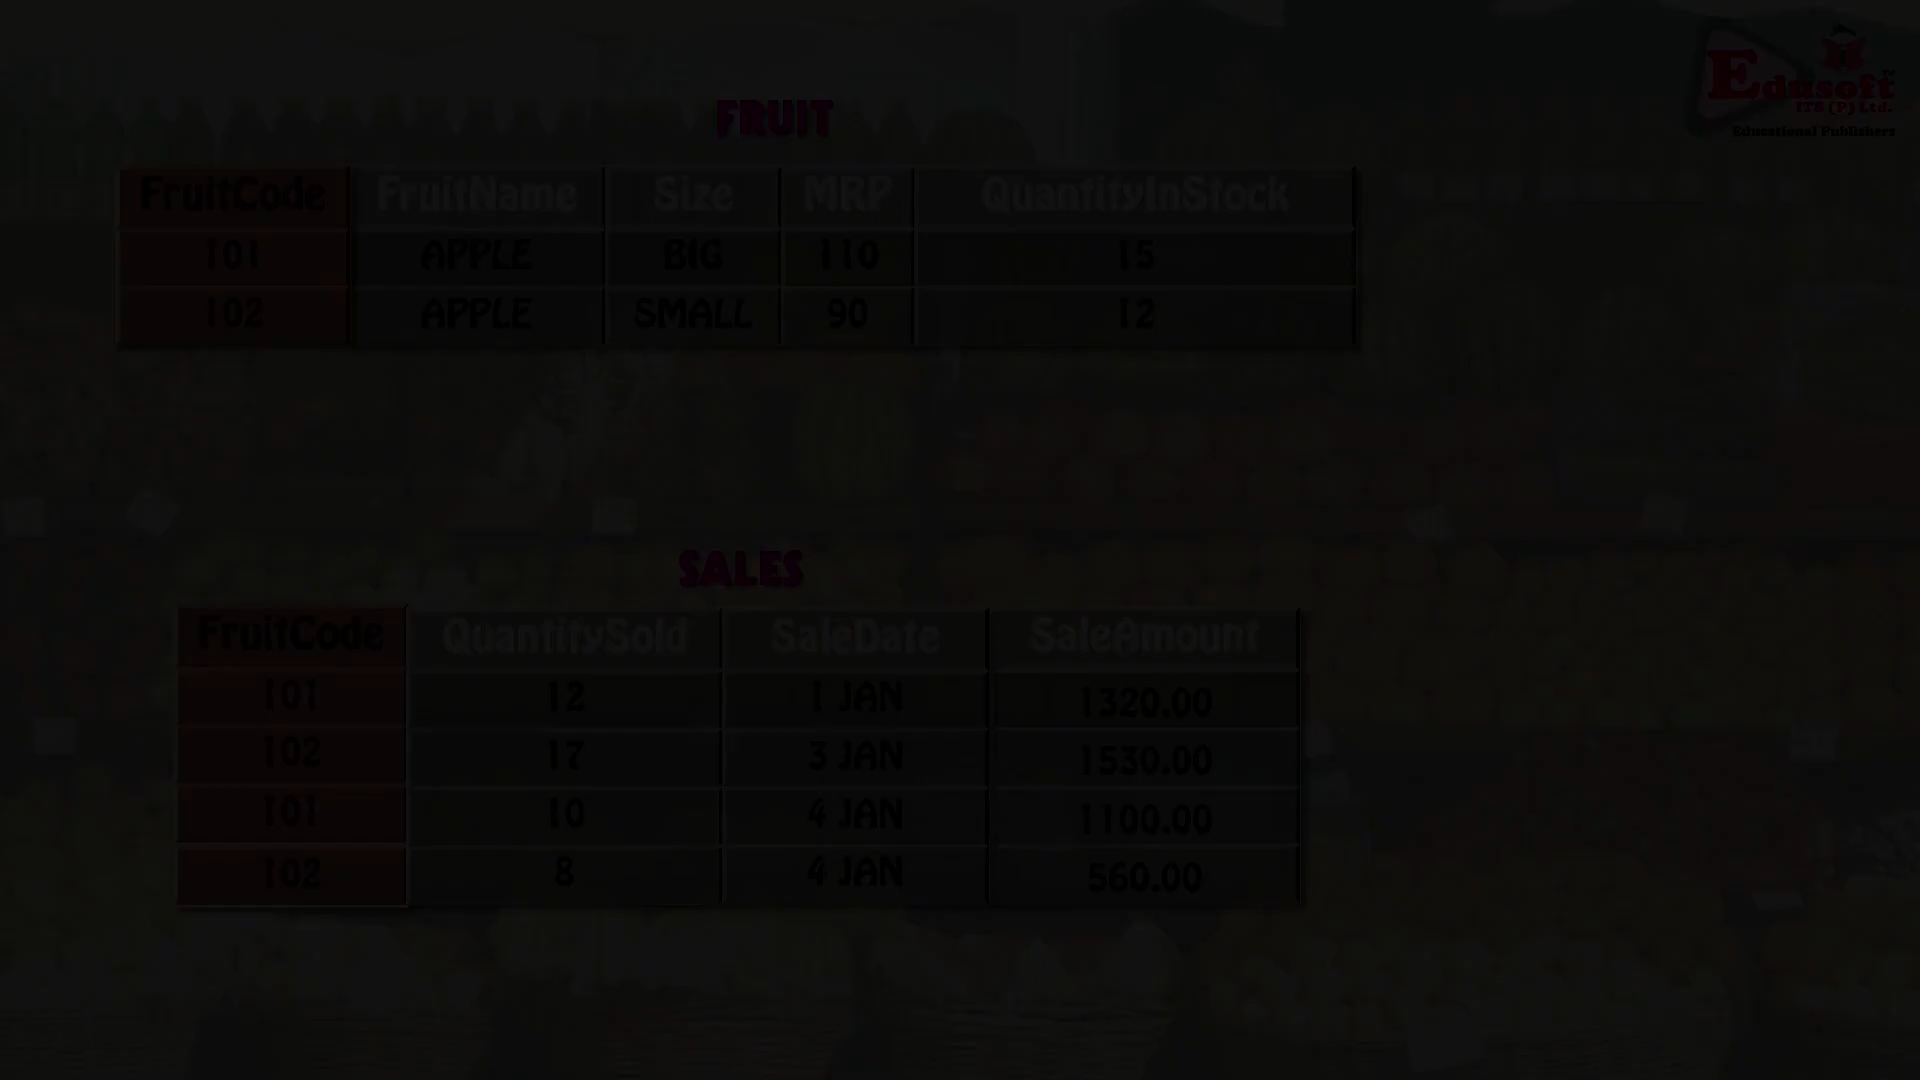 Edusoft™
ITS (P) Ltd.
Educational Publishers
FRUIT
FruitCode FruitName Size MRP QuantityInStock
101 APPLE BIG 110 15
102 APPLE SMALL 90 12
SALES
FruitCode QuantitySold SaleDate SaleAmount
101 12 1 JAN 1320.00
102 17 3 JAN 1530.00
101 10 4 JAN 1100.00
102 8 4 JAN 560.00